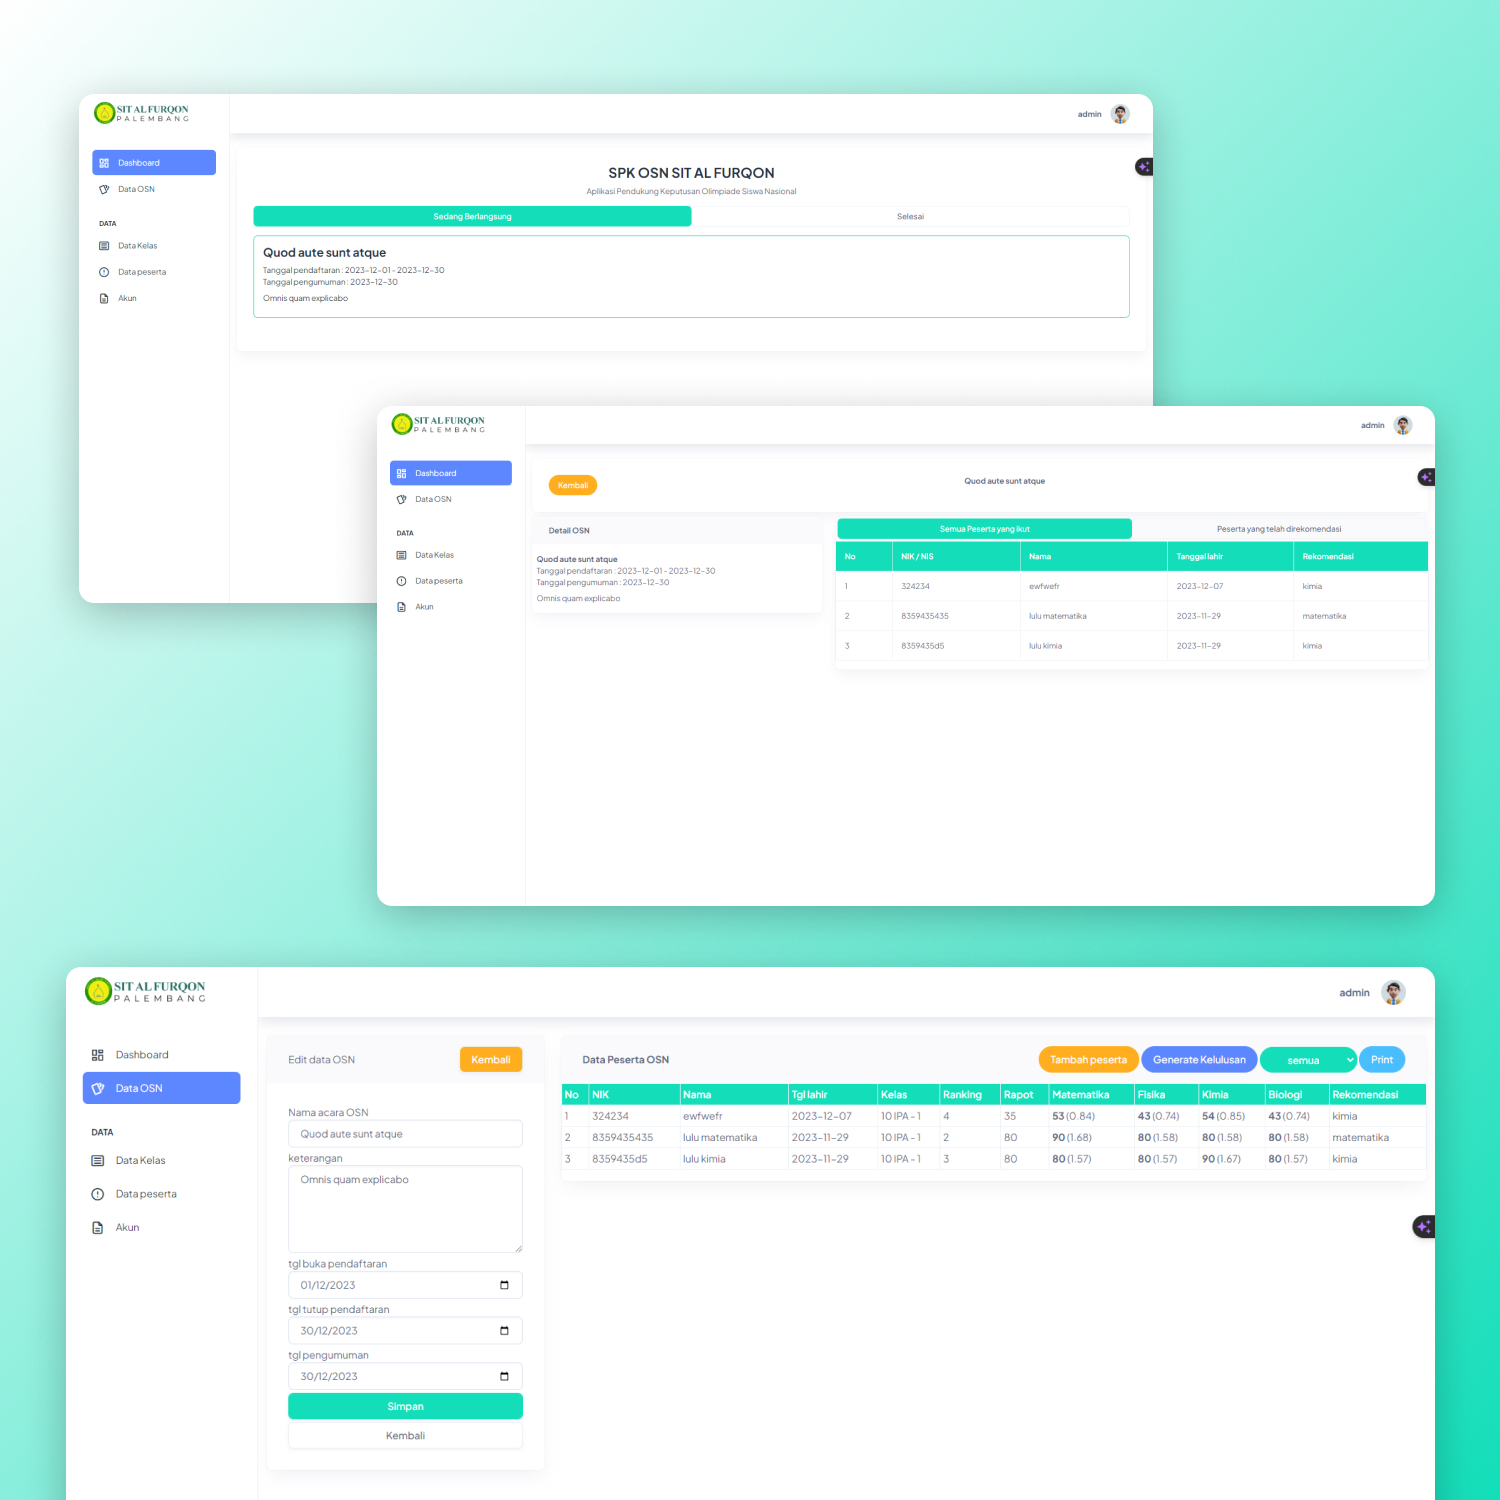 SIT AL FURQON
PALEMBANG
admin
Dashboard
Data OSN
DATA
Data Kelas
Data peserta
Akun
SPK OSN SIT AL FURQON
Aplikasi Pendukung Keputusan Olimpiade Siswa Nasional
Sedang Berlangsung Selesai
Quod aute sunt atque
Tanggal pendaftaran : 2023-12-01 - 2023-12-30
Tanggal pengumuman : 2023-12-30
Omnis quam explicabo
SIT AL FURQON
PALEMBANG
admin
Dashboard
Data OSN
DATA
Data Kelas
Data peserta
Akun
Kembali Quod aute sunt atque
Detail OSN
Quod aute sunt atque
Tanggal pendaftaran : 2023-12-01 - 2023-12-30
Tanggal pengumuman : 2023-12-30
Omnis quam explicabo
Semua Peserta yang ikut Peserta yang telah direkomendasi
No NIK / NIS Nama Tanggal lahir Rekomendasi
1 324234 ewfwefr 2023-12-07 kimia
2 8359435435 lulu matematika 2023-11-29 matematika
3 8359435d5 lulu kimia 2023-11-29 kimia
SIT AL FURQON
PALEMBANG
admin
Dashboard
Data OSN
DATA
Data Kelas
Data peserta
Akun
Edit data OSN Kembali
Nama acara OSN
Quod aute sunt atque
keterangan
Omnis quam explicabo
tgl buka pendaftaran
01/12/2023
tgl tutup pendaftaran
30/12/2023
tgl pengumuman
30/12/2023
Simpan
Kembali
Data Peserta OSN Tambah peserta Generate Kelulusan semua Print
No NIK Nama Tgl lahir Kelas Ranking Rapot Matematika Fisika Kimia Biologi Rekomendasi
1 324234 ewfwefr 2023-12-07 10 IPA - 1 4 35 53 (0.84) 43 (0.74) 54 (0.85) 43 (0.74) kimia
2 8359435435 lulu matematika 2023-11-29 10 IPA - 1 2 80 90 (1.68) 80 (1.58) 80 (1.58) 80 (1.58) matematika
3 8359435d5 lulu kimia 2023-11-29 10 IPA - 1 3 80 80 (1.57) 80 (1.57) 90 (1.67) 80 (1.57) kimia